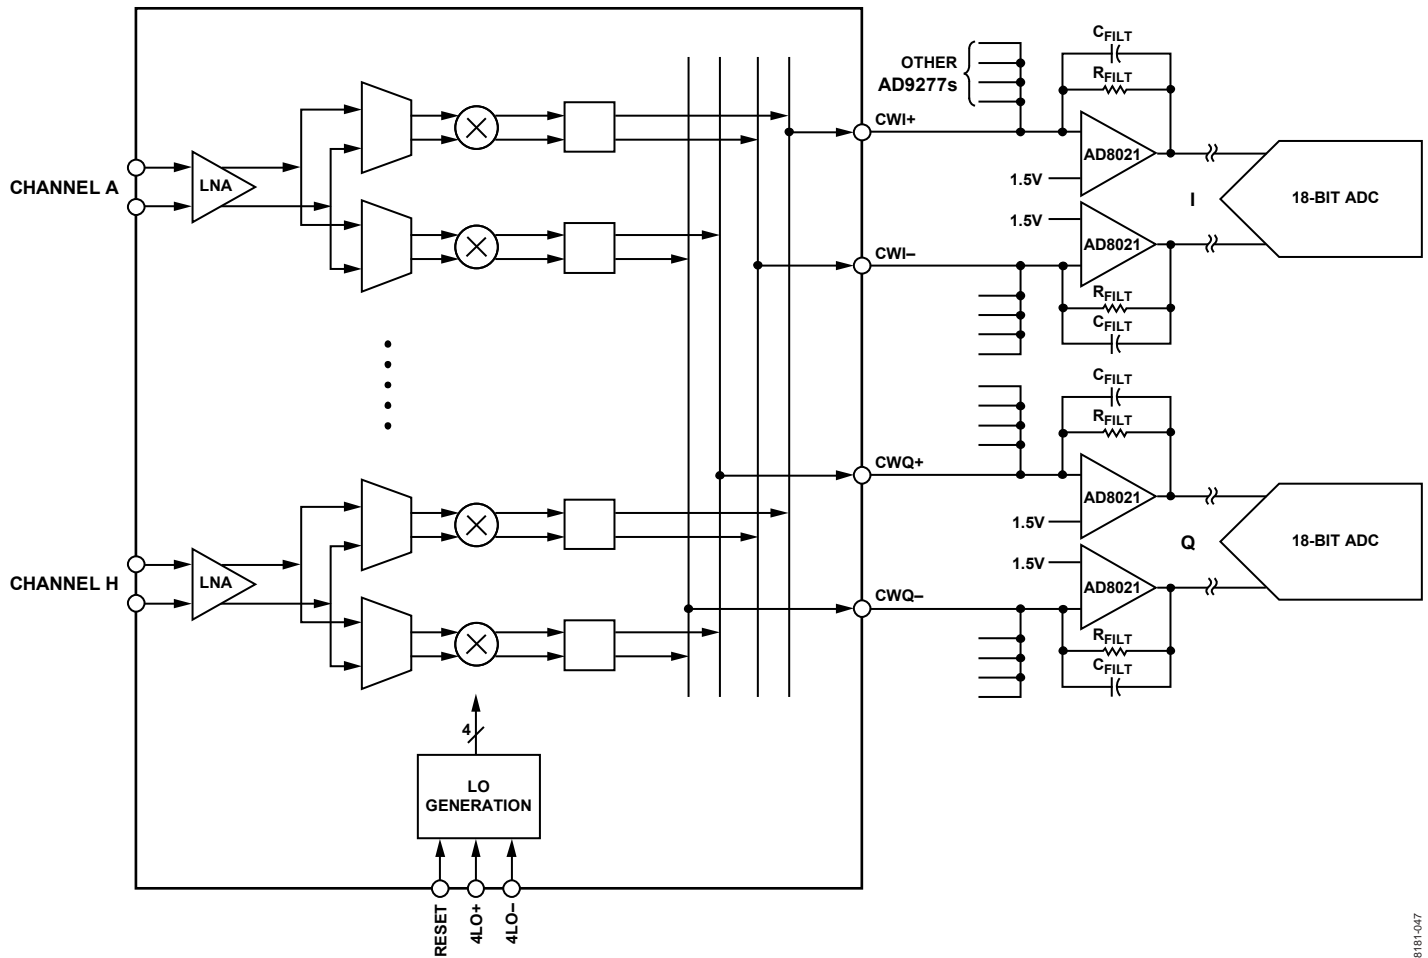 CHANNEL A
LNA
CHANNEL H
LNA
4
LO
GENERATION
RESET
4LO+
4LO–
OTHER
AD9277s
CWI+
CWI–
CWQ+
CWQ–
CFILT
RFILT
AD8021
1.5V
1.5V
AD8021
RFILT
CFILT
I
18-BIT ADC
CFILT
RFILT
AD8021
1.5V
1.5V
AD8021
RFILT
CFILT
Q
18-BIT ADC
8181-047